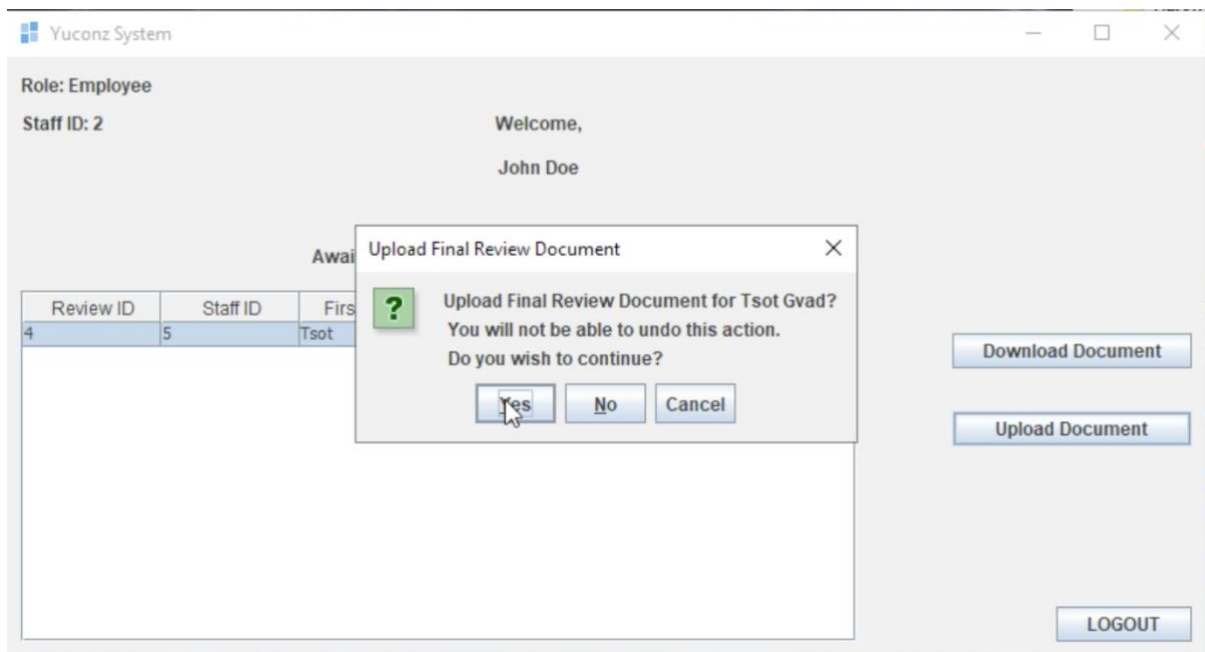 Yuconz System
Role: Employee
Staff ID: 2
Welcome,
John Doe
Awai
Upload Final Review Document
Review ID Staff ID Firs
4 5 Tsot
Upload Final Review Document for Tsot Gvad?
You will not be able to undo this action.
Do you wish to continue?
Yes No Cancel
Download Document
Upload Document
LOGOUT